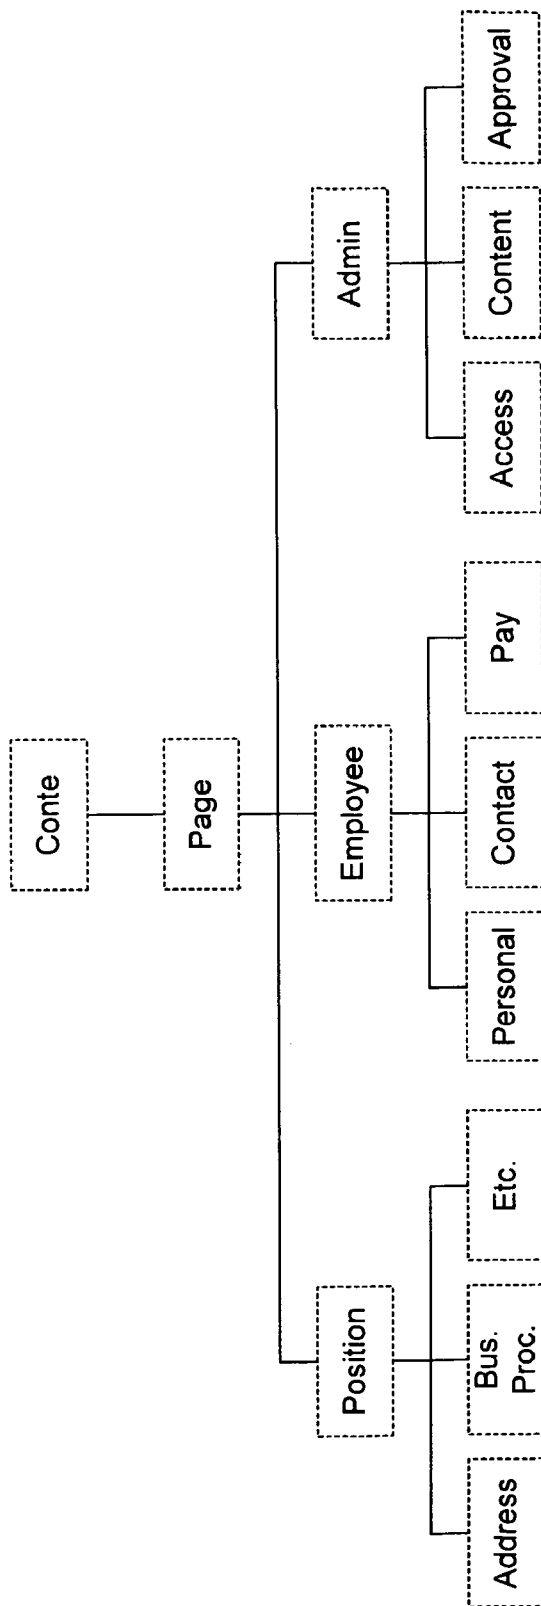 Conte
Page
Position
Employee
Admin
Address
Bus.
Proc.
Etc.
Personal
Contact
Pay
Access
Content
Approval